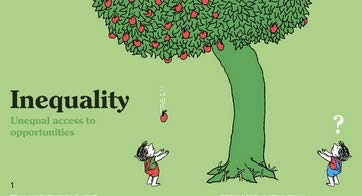 Inequality
Unequal access to
opportunities
?
1